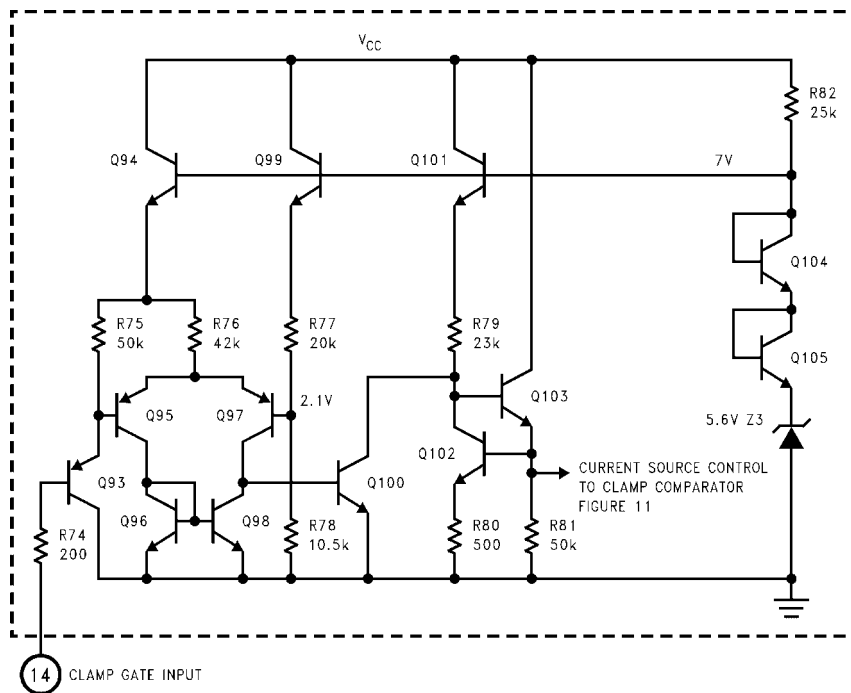 V_CC
R82
25k
Q94
Q99
Q101
7V
Q104
R75
50k
R76
42k
R77
20k
R79
23k
Q105
2.1V
Q95
Q97
Q103
5.6V Z3
Q93
Q102
Q100
CURRENT SOURCE CONTROL
TO CLAMP COMPARATOR
FIGURE 11
Q96
Q98
R74
200
R78
10.5k
R80
500
R81
50k
14 CLAMP GATE INPUT